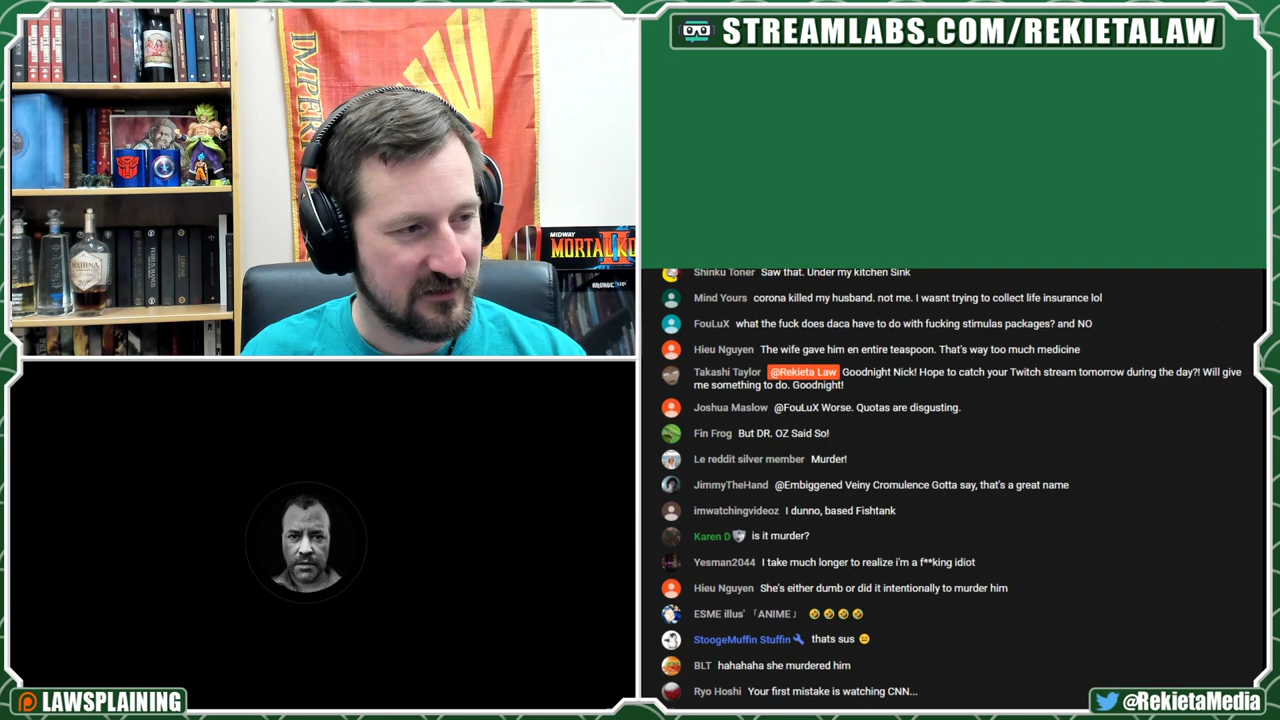 STREAMLABS.COM/REKIETALAW
MIDWAY
MORTAL KO
II
Shinku Toner Saw that. Under my kitchen Sink
Mind Yours corona killed my husband. not me. I wasnt trying to collect life insurance lol
FouLuX what the fuck does daca have to do with fucking stimulas packages? and NO
Hieu Nguyen The wife gave him en entire teaspoon. That's way too much medicine
Takashi Taylor @Rekieta Law Goodnight Nick! Hope to catch your Twitch stream tomorrow during the day?! Will give
me something to do. Goodnight!
Joshua Maslow @FouLuX Worse. Quotas are disgusting.
Fin Frog But DR. OZ Said So!
Le reddit silver member Murder!
JimmyTheHand @Embiggened Veiny Cromulence Gotta say, that's a great name
imwatchingvideoz I dunno, based Fishtank
Karen D is it murder?
Yesman2044 I take much longer to realize i'm a f**king idiot
Hieu Nguyen She's either dumb or did it intentionally to murder him
ESME illus' 「ANIME」 🤣🤣🤣🤣
StoogeMuffin Stuffin thats sus 😐
BLT hahahaha she murdered him
Ryo Hoshi Your first mistake is watching CNN...
LAWSPLAINING
@RekietaMedia